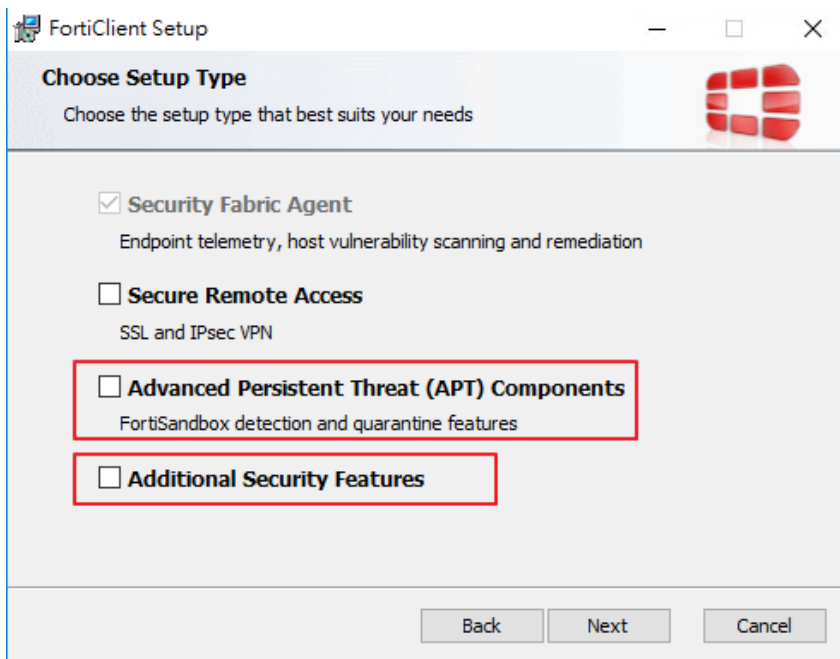 FortiClient Setup
Choose Setup Type
Choose the setup type that best suits your needs
Security Fabric Agent
Endpoint telemetry, host vulnerability scanning and remediation
Secure Remote Access
SSL and IPsec VPN
Advanced Persistent Threat (APT) Components
FortiSandbox detection and quarantine features
Additional Security Features
Back Next Cancel